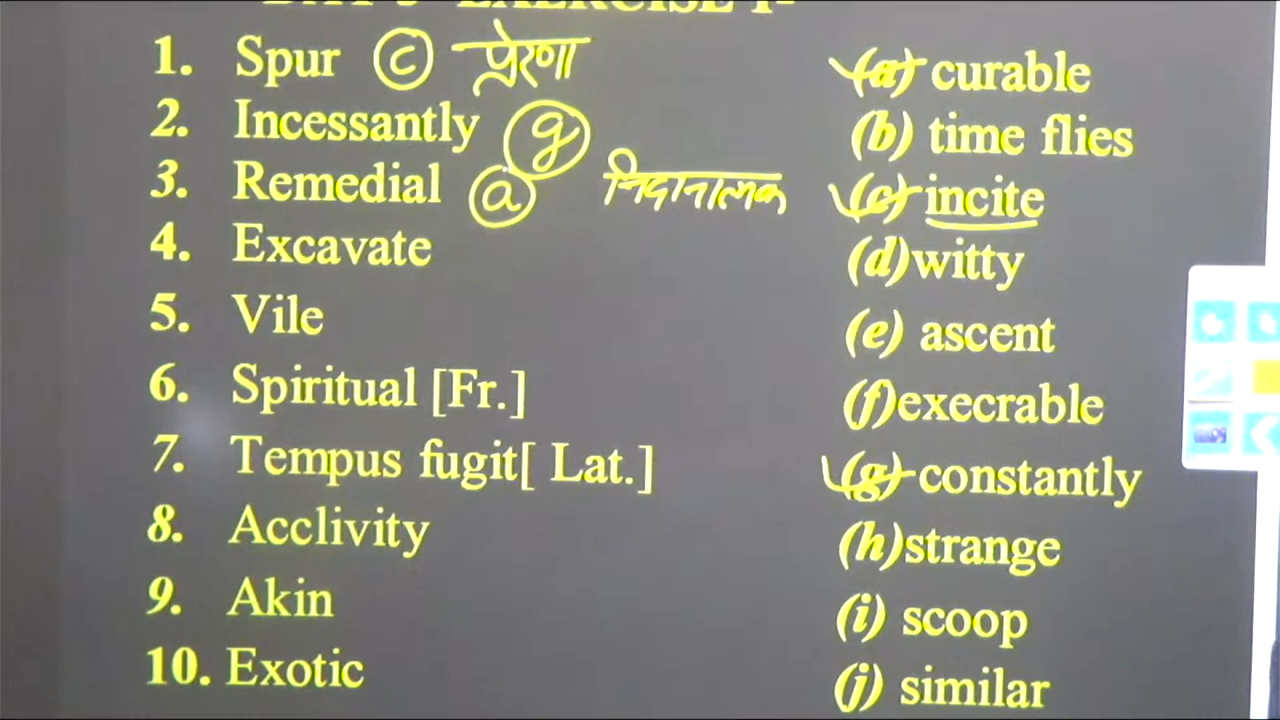 1. Spur (c) प्रेरणा (a) curable
2. Incessantly (g) (b) time flies
3. Remedial (a) निदानात्मक (c) incite
4. Excavate (d) witty
5. Vile (e) ascent
6. Spiritual [Fr.] (f) execrable
7. Tempus fugit[ Lat.] (g) constantly
8. Acclivity (h) strange
9. Akin (i) scoop
10. Exotic (j) similar